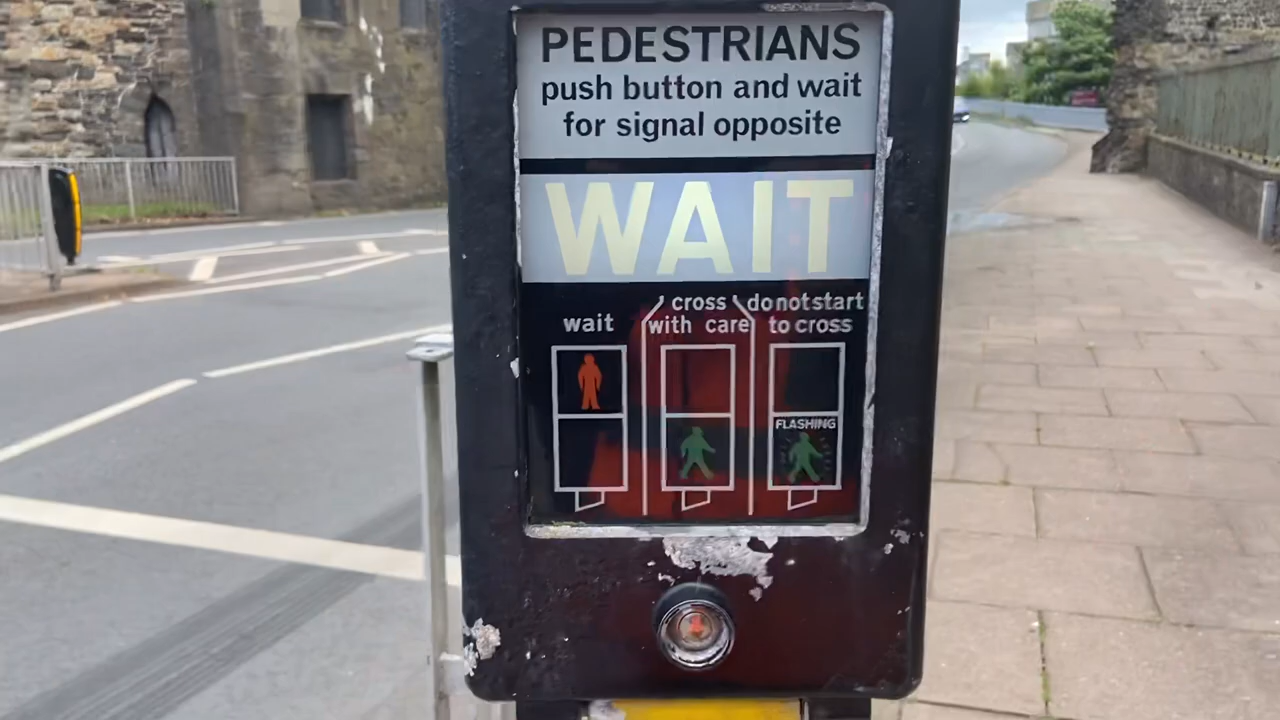 PEDESTRIANS
push button and wait
for signal opposite
WAIT
wait
cross
with care
do not start
to cross
FLASHING